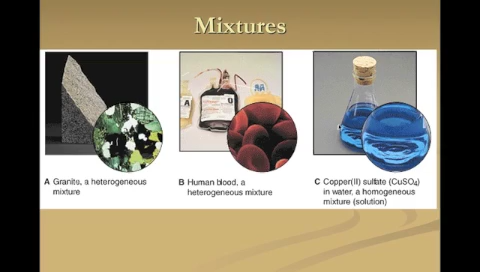 Mixtures
A Granite, a heterogeneous
mixture
B Human blood, a
heterogeneous mixture
C Copper(II) sulfate (CuSO₄)
in water, a homogeneous
mixture (solution)